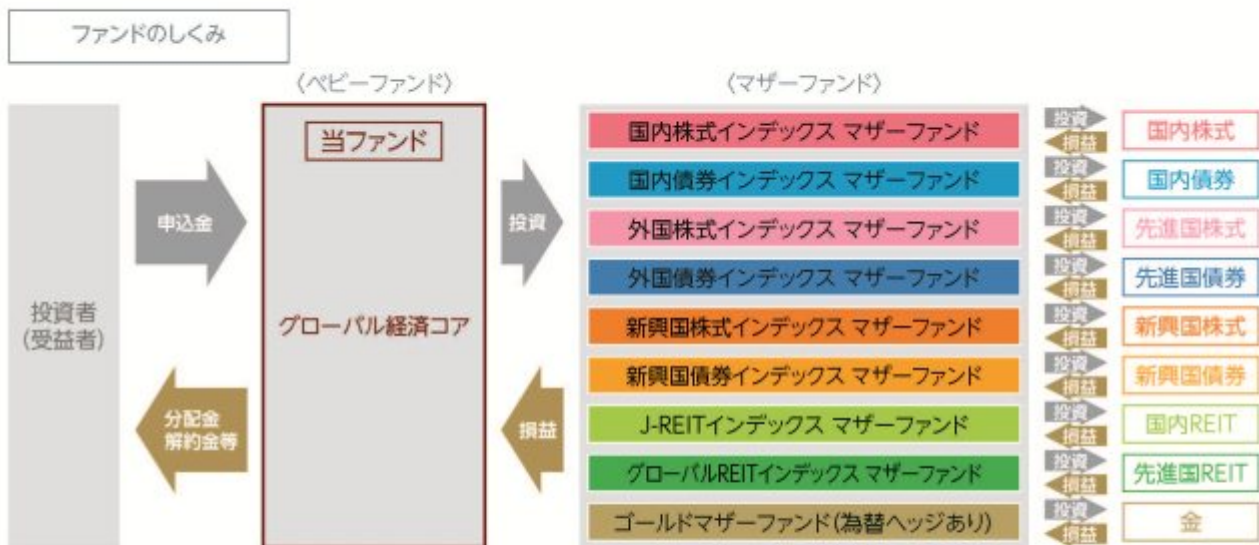 ファンドのしくみ
〈ベビーファンド〉
〈マザーファンド〉
投資者
(受益者)
申込金
分配金
解約金等
当ファンド
グローバル経済コア
投資
損益
国内株式インデックス マザーファンド
投資
損益
国内株式
国内債券インデックス マザーファンド
投資
損益
国内債券
外国株式インデックス マザーファンド
投資
損益
先進国株式
外国債券インデックス マザーファンド
投資
損益
先進国債券
新興国株式インデックス マザーファンド
投資
損益
新興国株式
新興国債券インデックス マザーファンド
投資
損益
新興国債券
J-REITインデックス マザーファンド
投資
損益
国内REIT
グローバルREITインデックス マザーファンド
投資
損益
先進国REIT
ゴールドマザーファンド(為替ヘッジあり)
投資
損益
金